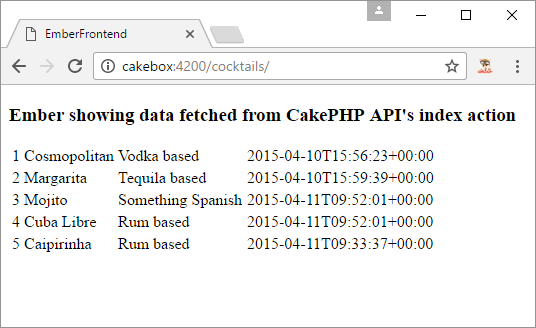 EmberFrontend
cakebox:4200/cocktails/
Ember showing data fetched from CakePHP API's index action
1 Cosmopolitan Vodka based 2015-04-10T15:56:23+00:00
2 Margarita Tequila based 2015-04-10T15:59:39+00:00
3 Mojito Something Spanish 2015-04-11T09:52:01+00:00
4 Cuba Libre Rum based 2015-04-11T09:52:01+00:00
5 Caipirinha Rum based 2015-04-11T09:33:37+00:00